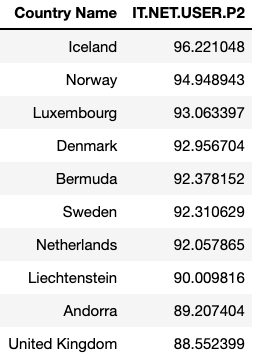 Country Name IT.NET.USER.P2
Iceland 96.221048
Norway 94.948943
Luxembourg 93.063397
Denmark 92.956704
Bermuda 92.378152
Sweden 92.310629
Netherlands 92.057865
Liechtenstein 90.009816
Andorra 89.207404
United Kingdom 88.552399